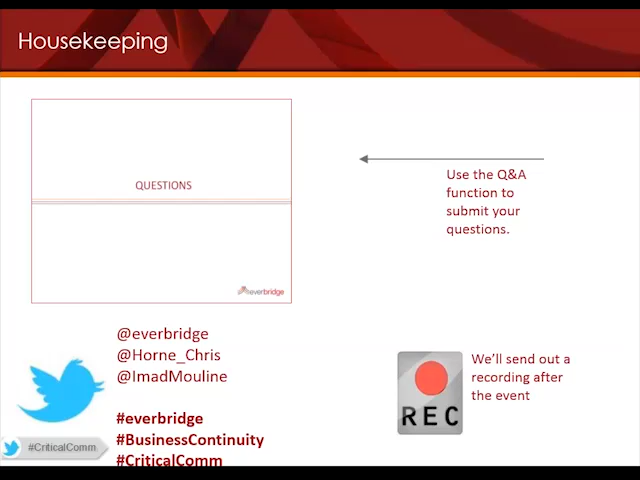 Housekeeping
QUESTIONS
everbridge
Use the Q&A
function to
submit your
questions.
@everbridge
@Horne_Chris
@ImadMouline
#everbridge
#BusinessContinuity
#CriticalComm
#CriticalComm
REC
We'll send out a
recording after
the event